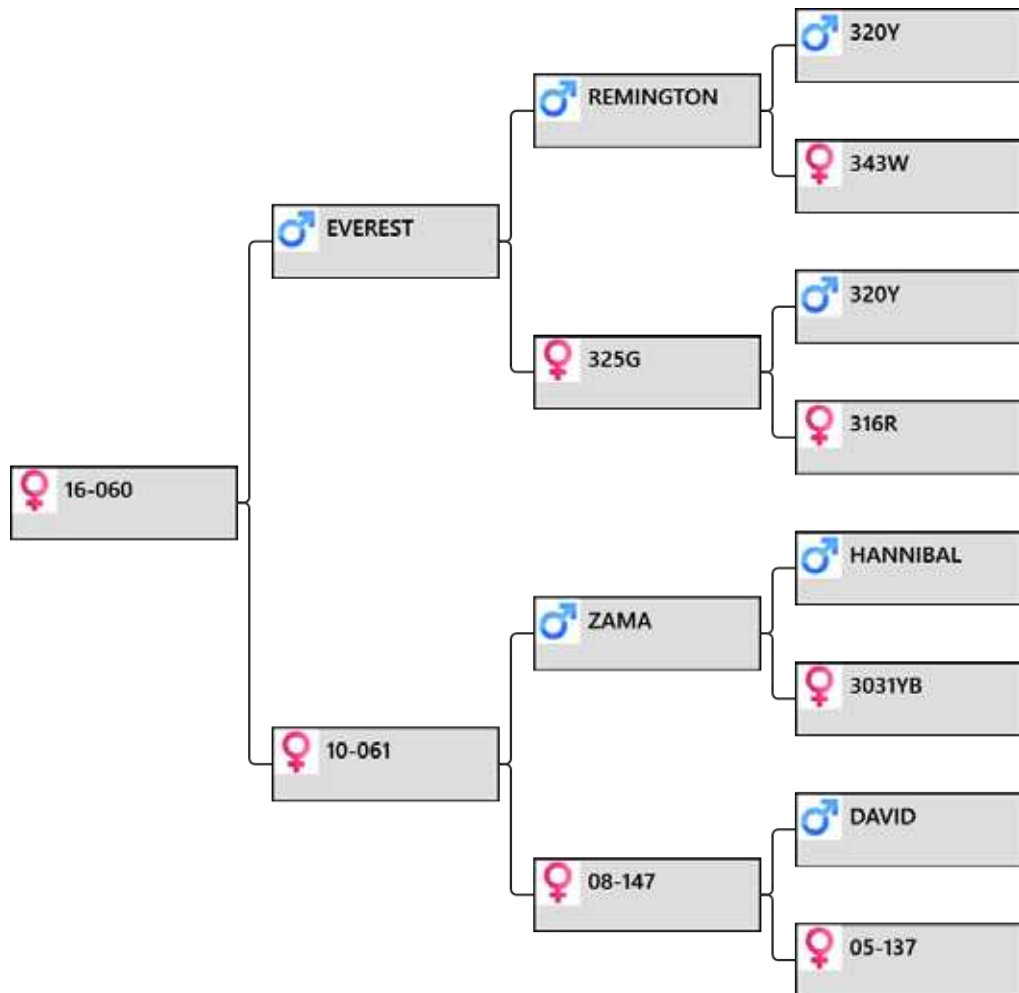 320Y
REMINGTON
343W
EVEREST
320Y
325G
316R
16-060
HANNIBAL
ZAMA
3031YB
10-061
DAVID
08-147
05-137